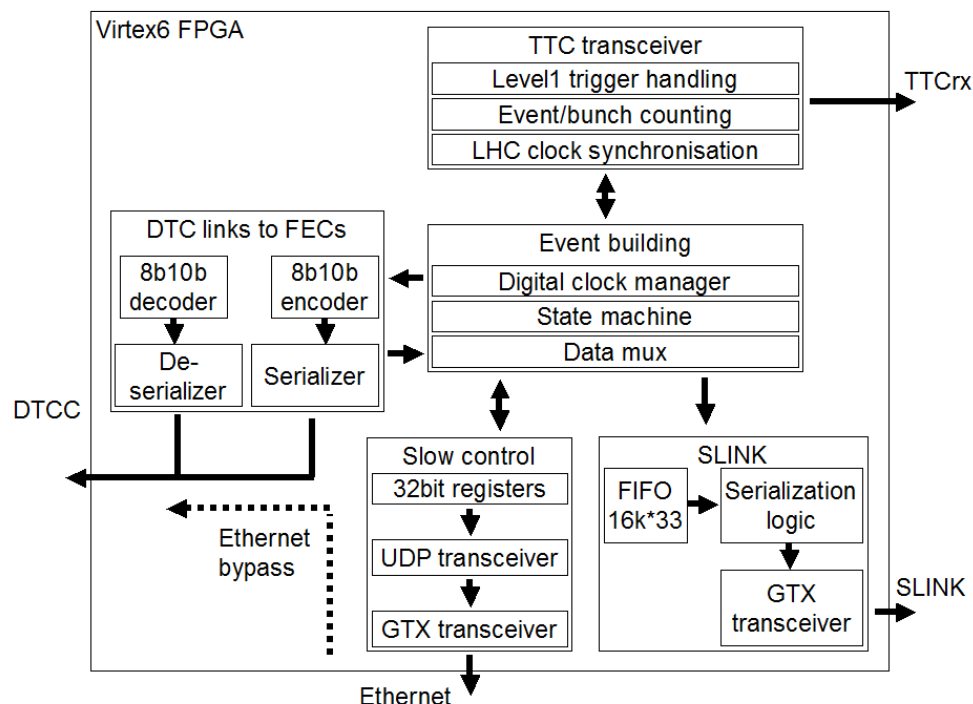 Virtex6 FPGA
TTC transceiver
Level1 trigger handling
Event/bunch counting
LHC clock synchronisation
TTCrx
DTC links to FECs
8b10b
decoder
8b10b
encoder
De-
serializer
Serializer
DTCC
Event building
Digital clock manager
State machine
Data mux
Slow control
32bit registers
UDP transceiver
GTX transceiver
Ethernet
bypass
Ethernet
SLINK
FIFO
16k*33
Serialization
logic
GTX
transceiver
SLINK